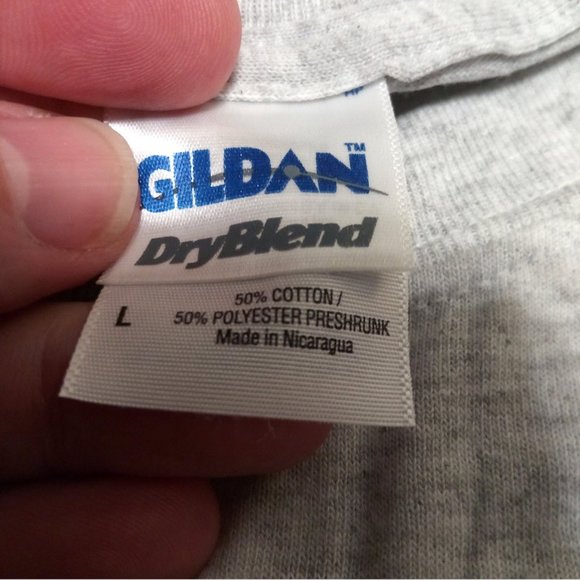 GILDAN™
DryBlend
50% COTTON /
L 50% POLYESTER PRESHRUNK
Made in Nicaragua